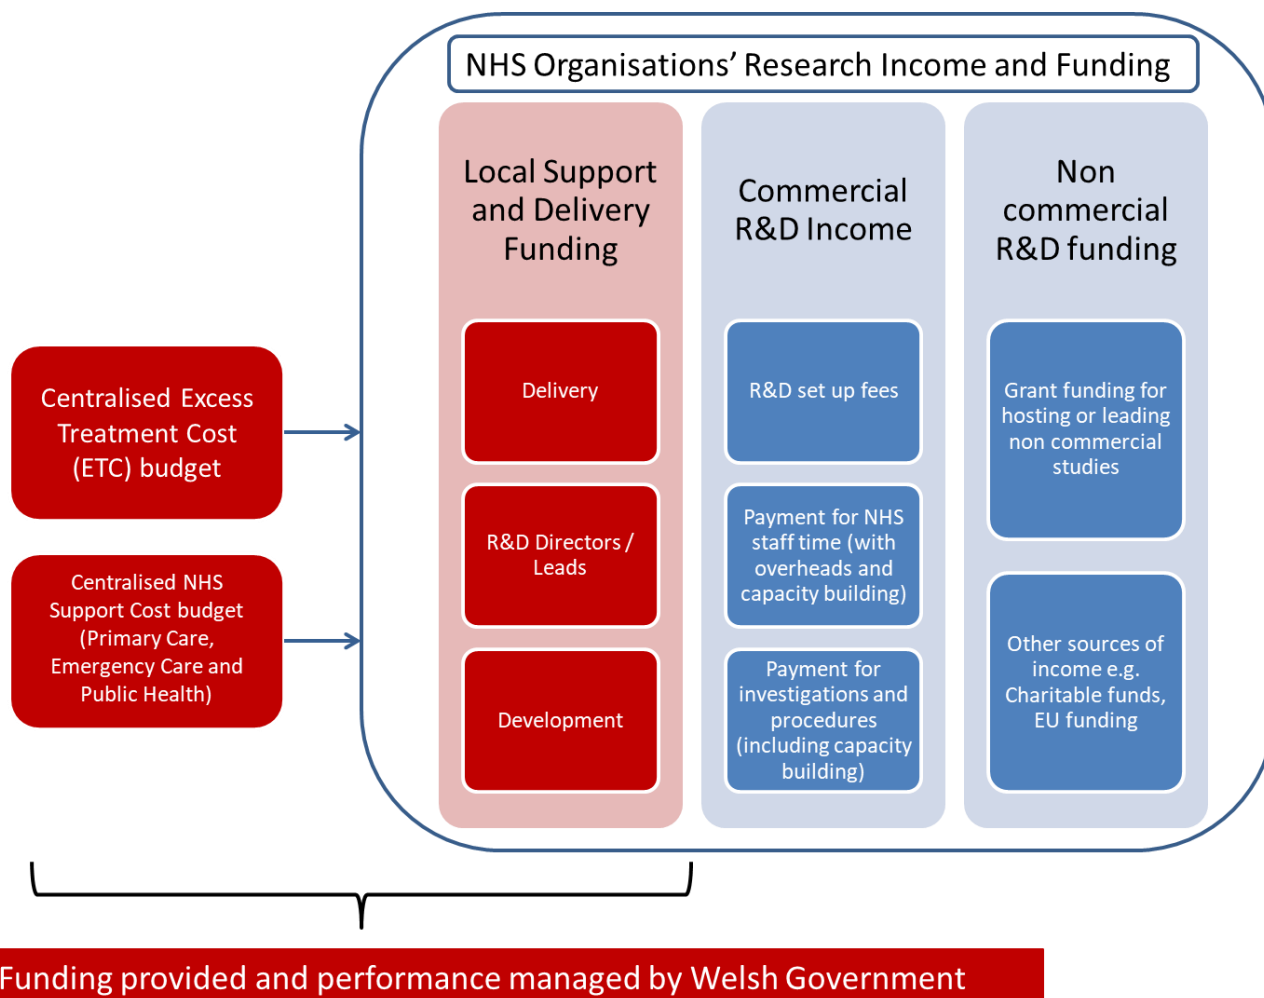 NHS Organisations’ Research Income and Funding
Local Support
and Delivery
Funding
Delivery
R&D Directors /
Leads
Development
Commercial
R&D Income
R&D set up fees
Payment for NHS
staff time (with
overheads and
capacity building)
Payment for
investigations and
procedures
(including capacity
building)
Non
commercial
R&D funding
Grant funding for
hosting or leading
non commercial
studies
Other sources of
income e.g.
Charitable funds,
EU funding
Centralised Excess
Treatment Cost
(ETC) budget
Centralised NHS
Support Cost budget
(Primary Care,
Emergency Care and
Public Health)
Funding provided and performance managed by Welsh Government